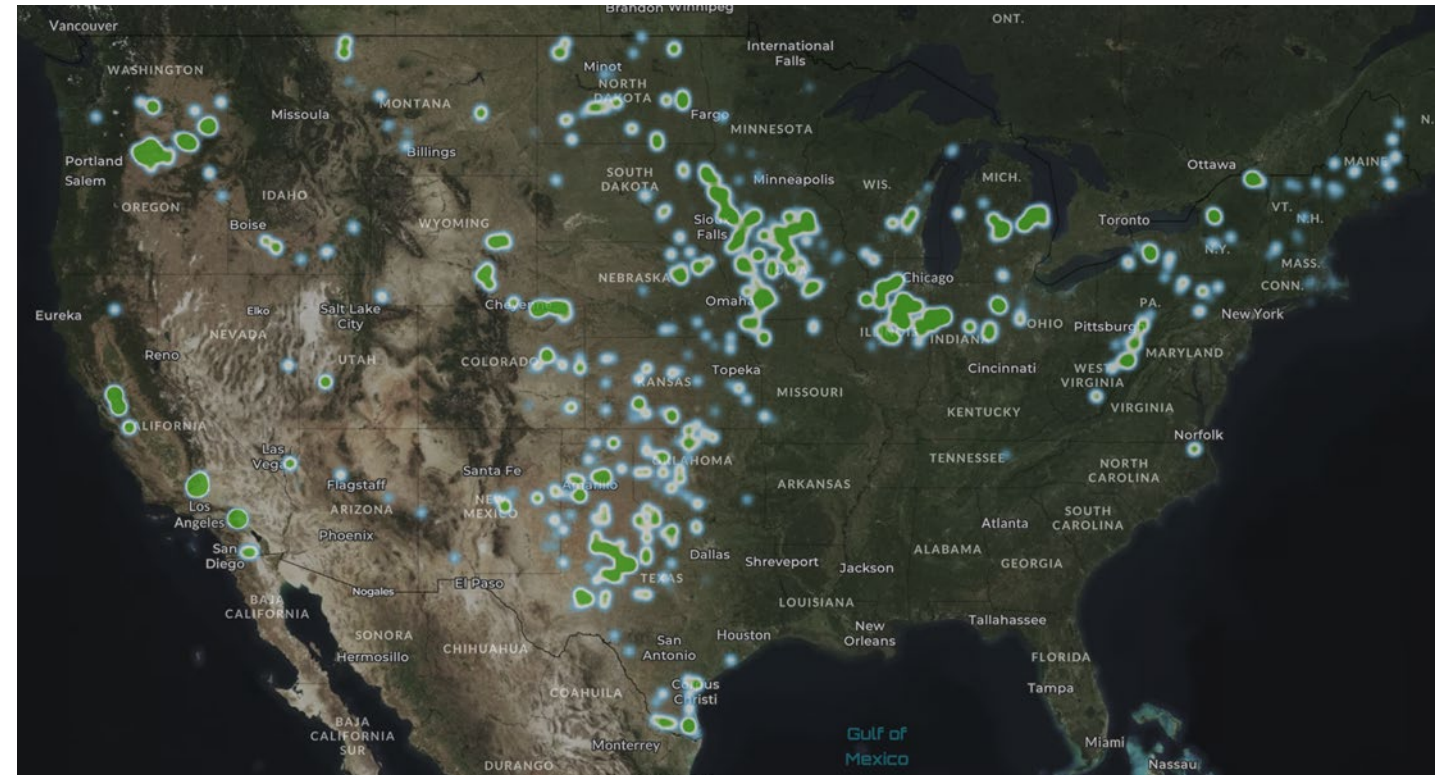 Brandon Winnipeg
ONT.
Vancouver
International
Falls
WASHINGTON
Minot
NORTH
DAKOTA
MONTANA
Missoula
Fargo
MINNESOTA
Billings
Portland
Salem
Ottawa
MAINE
SOUTH
DAKOTA
Minneapolis
WIS.
MICH.
IDAHO
OREGON
VT.
N.H.
Boise
WYOMING
Sioux
Falls
Toronto
N.Y.
MASS.
NEBRASKA
Chicago
CONN.
Eureka
Elko
Salt Lake
City
Cheyenne
Omaha
PA.
New York
NEVADA
ILLINOIS
INDIANA
OHIO
Pittsburgh
Reno
UTAH
COLORADO
Topeka
Cincinnati
WEST
VIRGINIA
MARYLAND
KANSAS
MISSOURI
KENTUCKY
VIRGINIA
CALIFORNIA
Norfolk
Las
Vegas
Santa Fe
OKLAHOMA
TENNESSEE
NORTH
CAROLINA
Flagstaff
Amarillo
ARKANSAS
Los
Angeles
ARIZONA
NEW
MEXICO
Atlanta
SOUTH
CAROLINA
Phoenix
San
Diego
Dallas
Shreveport
Jackson
ALABAMA
GEORGIA
Nogales
El Paso
TEXAS
BAJA
CALIFORNIA
LOUISIANA
Tallahassee
SONORA
Hermosillo
CHIHUAHUA
San
Antonio
Houston
New
Orleans
FLORIDA
COAHUILA
Corpus
Christi
Tampa
BAJA
CALIFORNIA
SUR
Monterrey
Gulf of
Mexico
Miami
DURANGO
Nassau